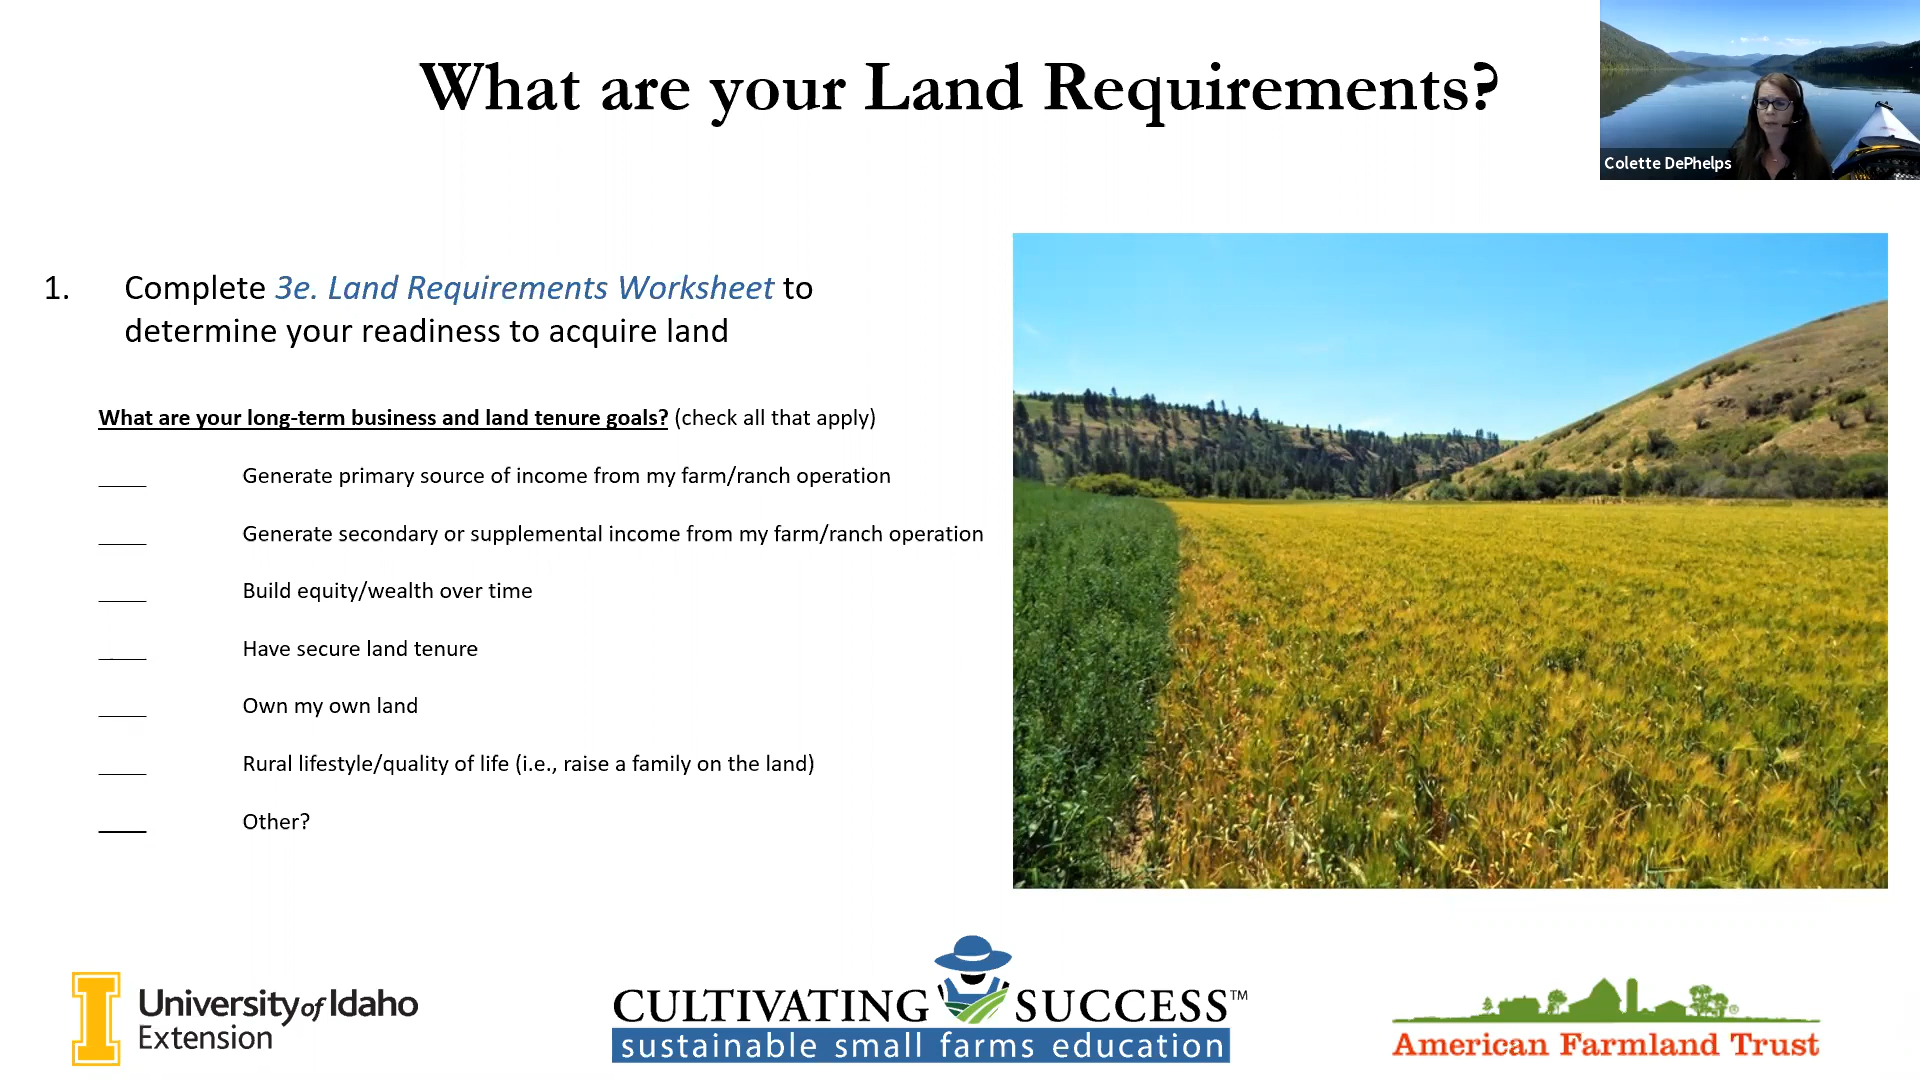 What are your Land Requirements?
Colette DePhelps
1. Complete 3e. Land Requirements Worksheet to
determine your readiness to acquire land
What are your long-term business and land tenure goals? (check all that apply)
____ Generate primary source of income from my farm/ranch operation
____ Generate secondary or supplemental income from my farm/ranch operation
____ Build equity/wealth over time
____ Have secure land tenure
____ Own my own land
____ Rural lifestyle/quality of life (i.e., raise a family on the land)
____ Other?
I
University of Idaho
Extension
CULTIVATING SUCCESS™
sustainable small farms education
American Farmland Trust®